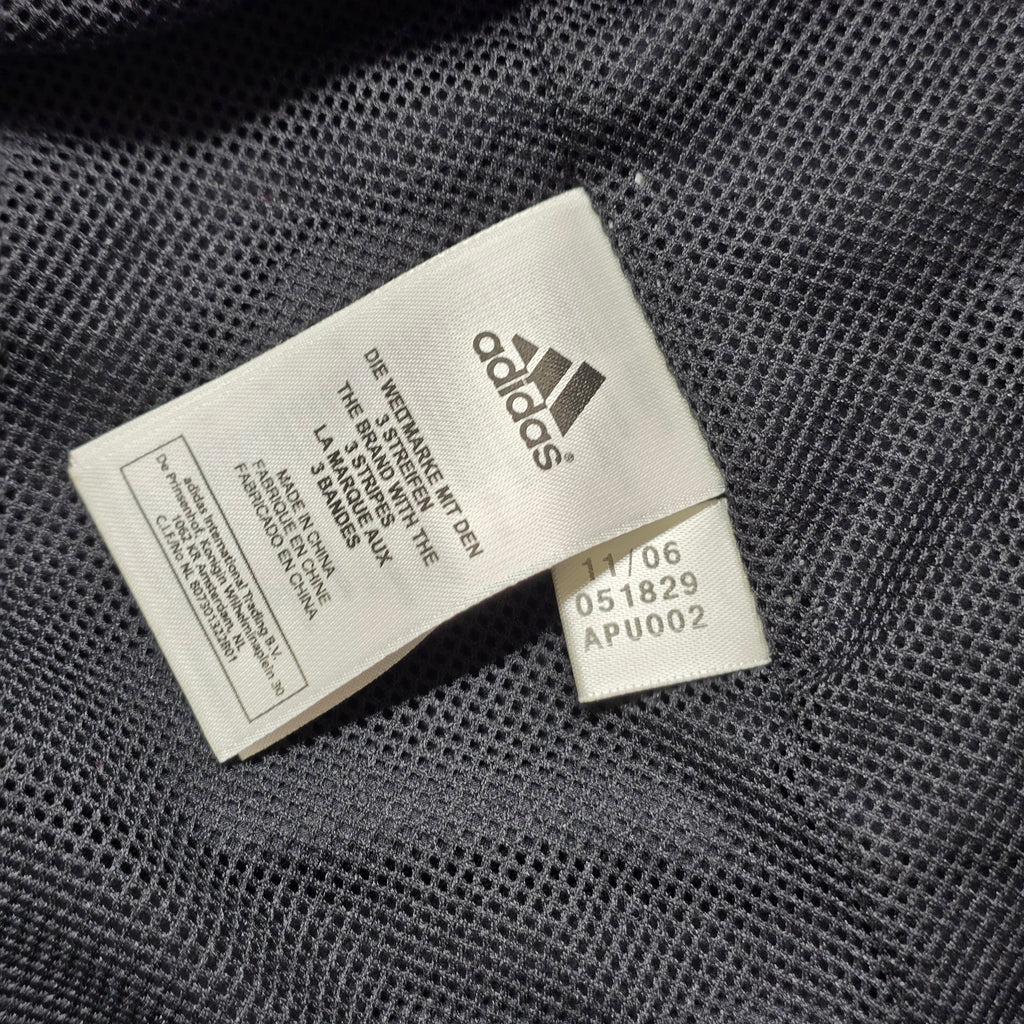 adidas®
DIE WELTMARKE MIT DEN
3 STREIFEN
THE BRAND WITH THE
3 STRIPES
LA MARQUE AUX
3 BANDES
MADE IN CHINA
FABRIQUE EN CHINE
FABRICADO EN CHINA
adidas International Trading B.V.
De Primerhof, Koningin Wilhelminaplein 30
1062 KR Amsterdam, NL
C.I.F./No NL 8073013223R01
11/06
051829
APU002